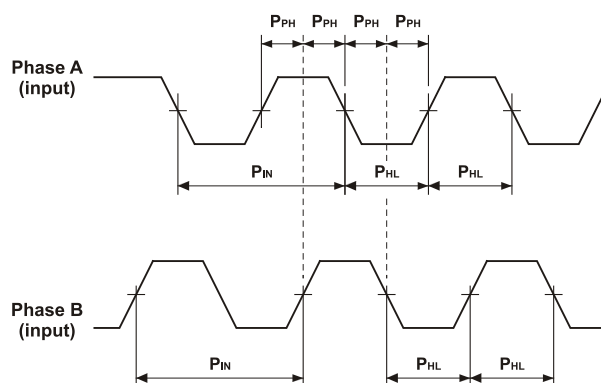 PPH PPH PPH PPH
Phase A
(input)
PIN PHL PHL
Phase B
(input)
PIN PHL PHL